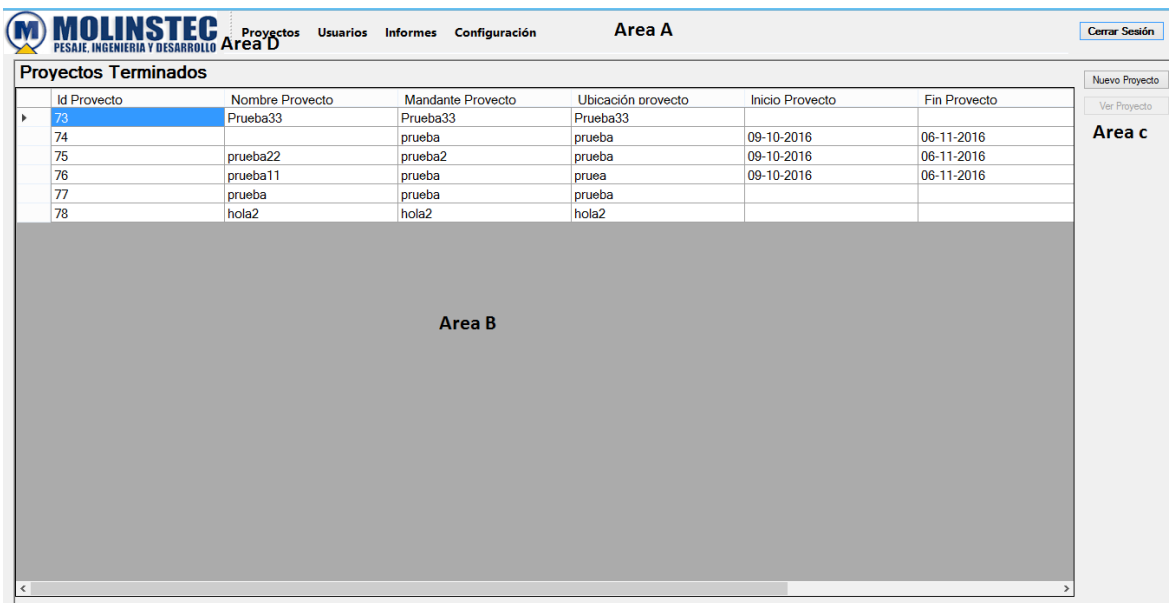 M MOLINSTEC
PESAJE, INGENIERIA Y DESARROLLO
Proyectos Usuarios Informes Configuración
Area A
Cerrar Sesión
Area D
Proyectos Terminados
Nuevo Proyecto
Ver Proyecto
Area c
Id Proyecto Nombre Proyecto Mandante Proyecto Ubicación proyecto Inicio Proyecto Fin Proyecto
73 Prueba33 Prueba33 Prueba33
74 prueba prueba 09-10-2016 06-11-2016
75 prueba22 prueba2 prueba 09-10-2016 06-11-2016
76 prueba11 prueba pruea 09-10-2016 06-11-2016
77 prueba prueba prueba
78 hola2 hola2 hola2
Area B